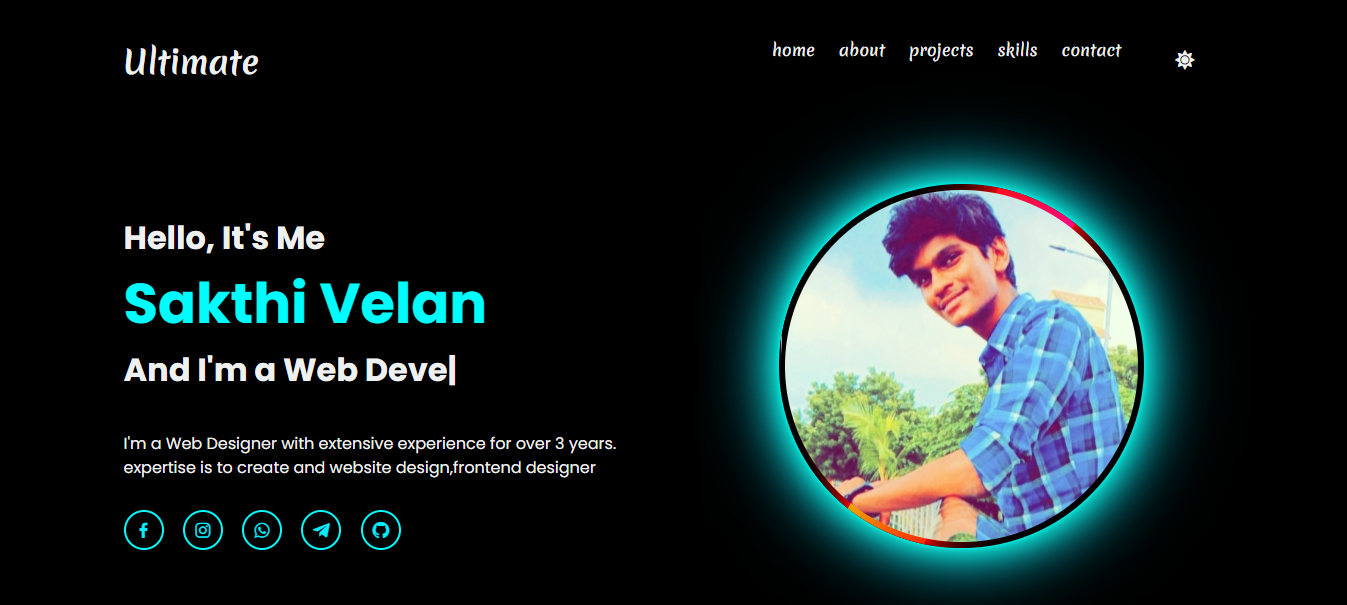 Ultimate
home about projects skills contact
Hello, It's Me
Sakthi Velan
And I'm a Web Deve|
I'm a Web Designer with extensive experience for over 3 years.
expertise is to create and website design,frontend designer